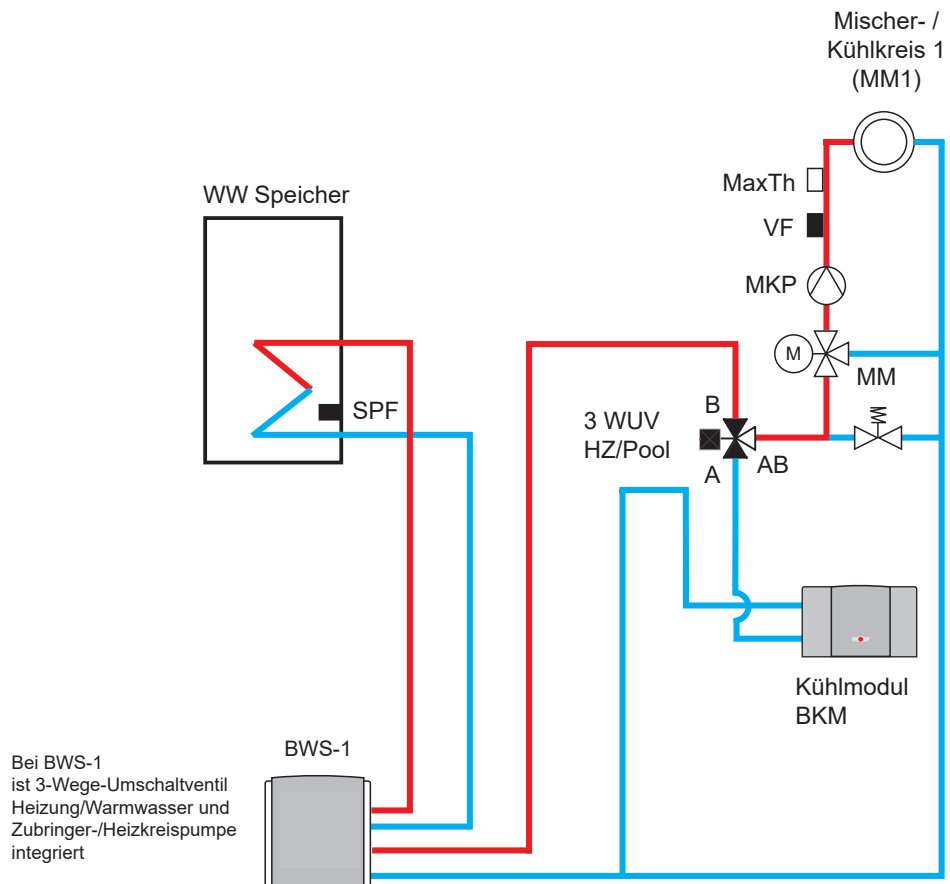 Mischer- /
Kühlkreis 1
(MM1)
MaxTh
WW Speicher
VF
MKP
M
MM
B
SPF
3 WUV
HZ/Pool
AB
A
Kühlmodul
BKM
BWS-1
Bei BWS-1
ist 3-Wege-Umschaltventil
Heizung/Warmwasser und
Zubringer-/Heizkreispumpe
integriert